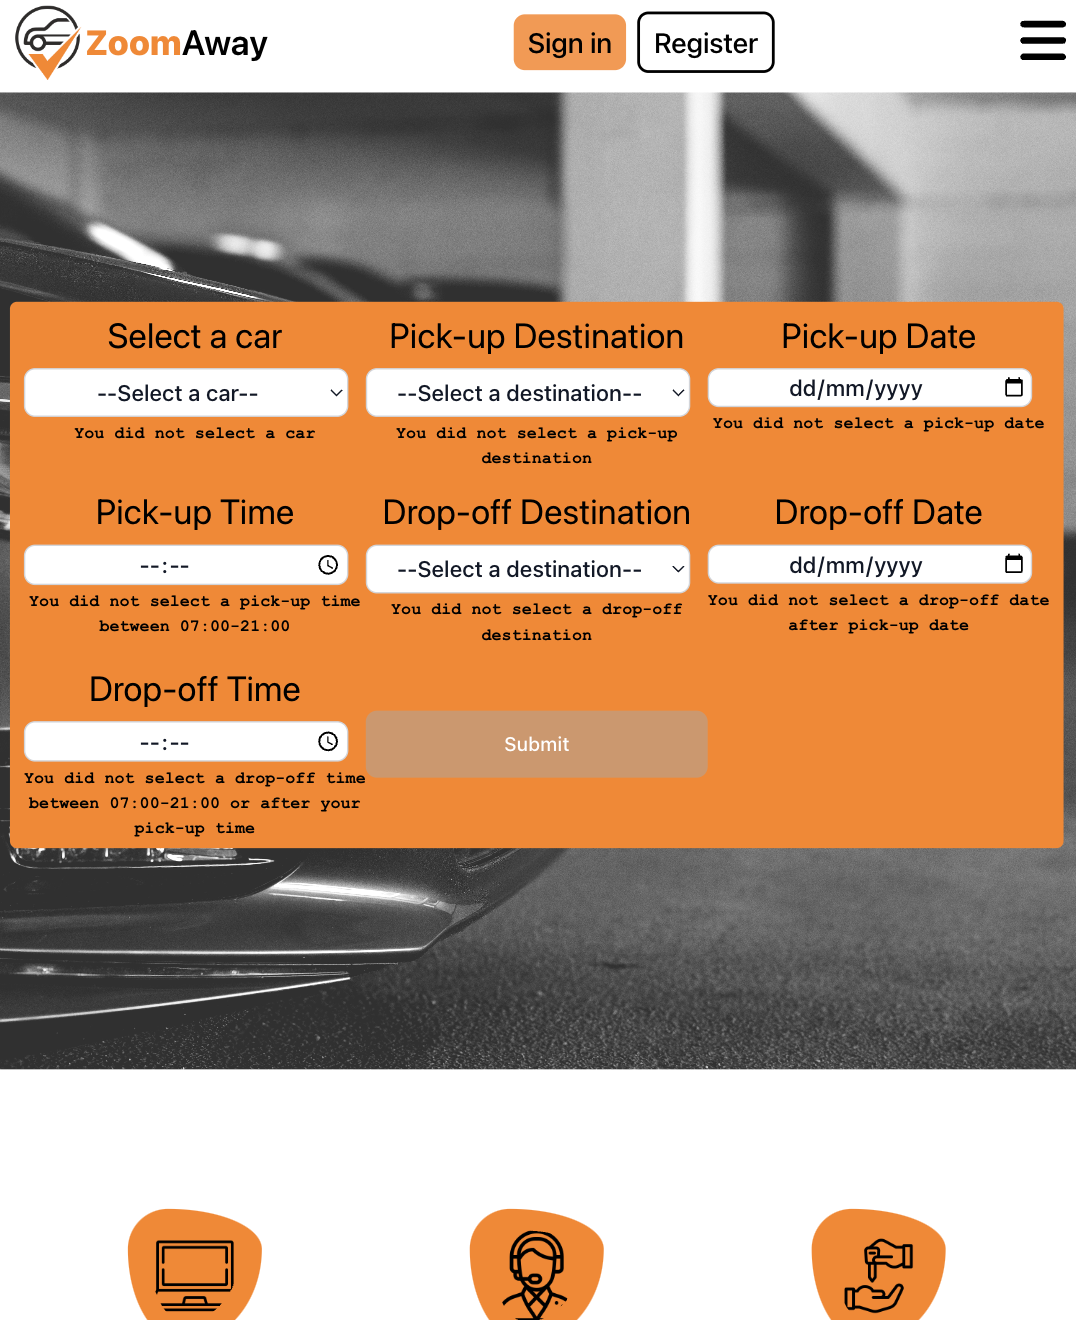 ZoomAway
Sign in
Register
Select a car
--Select a car--
You did not select a car
Pick-up Destination
--Select a destination--
You did not select a pick-up
destination
Pick-up Date
dd/mm/yyyy
You did not select a pick-up date
Pick-up Time
--:--
You did not select a pick-up time
between 07:00-21:00
Drop-off Destination
--Select a destination--
You did not select a drop-off
destination
Drop-off Date
dd/mm/yyyy
You did not select a drop-off date
after pick-up date
Drop-off Time
--:--
You did not select a drop-off time
between 07:00-21:00 or after your
pick-up time
Submit